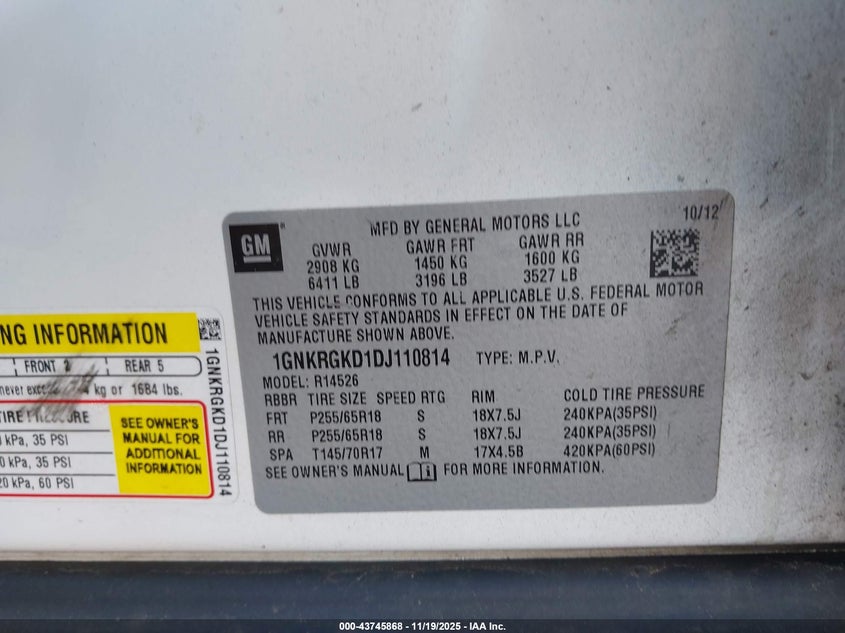 GM
MFD BY GENERAL MOTORS LLC
10/12
GVWR GAWR FRT GAWR RR
2908 KG 1450 KG 1600 KG
6411 LB 3196 LB 3527 LB
THIS VEHICLE CONFORMS TO ALL APPLICABLE U.S. FEDERAL MOTOR
VEHICLE SAFETY STANDARDS IN EFFECT ON THE DATE OF
MANUFACTURE SHOWN ABOVE.
1GNKRGKD1DJ110814 TYPE: M.P.V.
MODEL: R14526
RBBR TIRE SIZE SPEED RTG RIM COLD TIRE PRESSURE
FRT P255/65R18 S 18X7.5J 240KPA(35PSI)
RR P255/65R18 S 18X7.5J 240KPA(35PSI)
SPA T145/70R17 M 17X4.5B 420KPA(60PSI)
SEE OWNER'S MANUAL FOR MORE INFORMATION.
NG INFORMATION
FRONT 2 REAR 5
kg or 1684 lbs.
kPa, 35 PSI
kPa, 35 PSI
kPa, 60 PSI
SEE OWNER'S
MANUAL FOR
ADDITIONAL
INFORMATION
1GNKRGKD1DJ110814
000-43745868 - 11/19/2025 - IAA Inc.